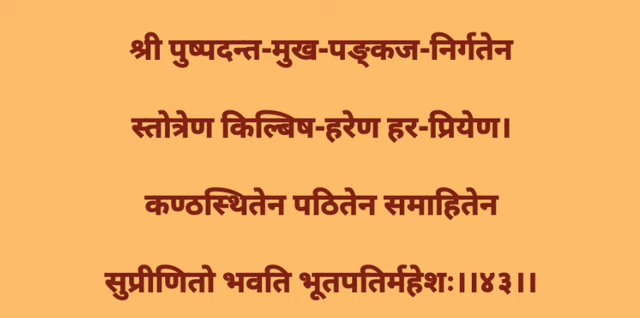 श्री पुष्पदन्त-मुख-पङ्कज-निर्गतेन
स्तोत्रेण किल्बिष-हरेण हर-प्रियेण।
कण्ठस्थितेन पठितेन समाहितेन
सुप्रीणितो भवति भूतपतिर्महेशः।।४३।।